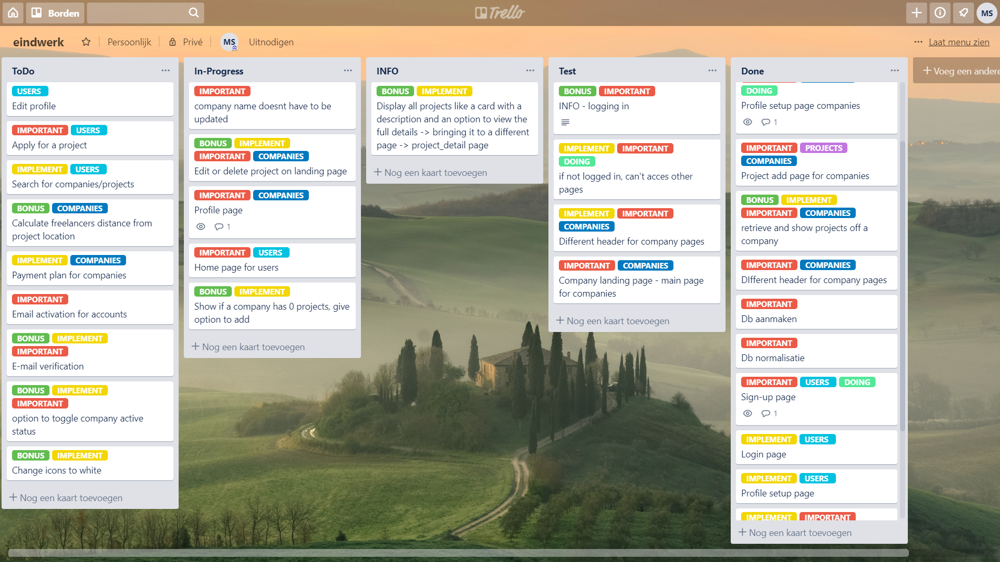 Borden
Trello
MS
eindwerk
Persoonlijk
Privé
MS
Uitnodigen
Laat menu zien
ToDo
USERS
Edit profile
IMPORTANT USERS
Apply for a project
IMPLEMENT USERS
Search for companies/projects
BONUS COMPANIES
Calculate freelancers distance from
project location
IMPLEMENT COMPANIES
Payment plan for companies
IMPORTANT
Email activation for accounts
BONUS IMPLEMENT
IMPORTANT
E-mail verification
BONUS IMPLEMENT
IMPORTANT
option to toggle company active
status
BONUS IMPLEMENT
Change icons to white
Nog een kaart toevoegen
In-Progress
IMPORTANT
company name doesnt have to be
updated
BONUS IMPLEMENT
IMPORTANT COMPANIES
Edit or delete project on landing page
IMPORTANT COMPANIES
Profile page
1
IMPORTANT USERS
Home page for users
BONUS IMPLEMENT
Show if a company has 0 projects, give
option to add
Nog een kaart toevoegen
INFO
BONUS IMPLEMENT
Display all projects like a card with a
description and an option to view the
full details -> bringing it to a different
page -> project_detail page
Nog een kaart toevoegen
Test
BONUS IMPORTANT
INFO - logging in
IMPLEMENT IMPORTANT
DOING
if not logged in, can't acces other
pages
IMPLEMENT IMPORTANT
COMPANIES
Different header for company pages
IMPORTANT COMPANIES
Company landing page - main page
for companies
Nog een kaart toevoegen
Done
DOING
Profile setup page companies
1
IMPORTANT PROJECTS
COMPANIES
Project add page for companies
BONUS IMPLEMENT
IMPORTANT COMPANIES
retrieve and show projects off a
company
IMPORTANT COMPANIES
DIfferent header for company pages
IMPORTANT
Db aanmaken
IMPORTANT
Db normalisatie
IMPORTANT USERS DOING
Sign-up page
1
IMPLEMENT USERS
Login page
IMPLEMENT USERS
Profile setup page
IMPLEMENT IMPORTANT
Nog een kaart toevoegen
Voeg een andere